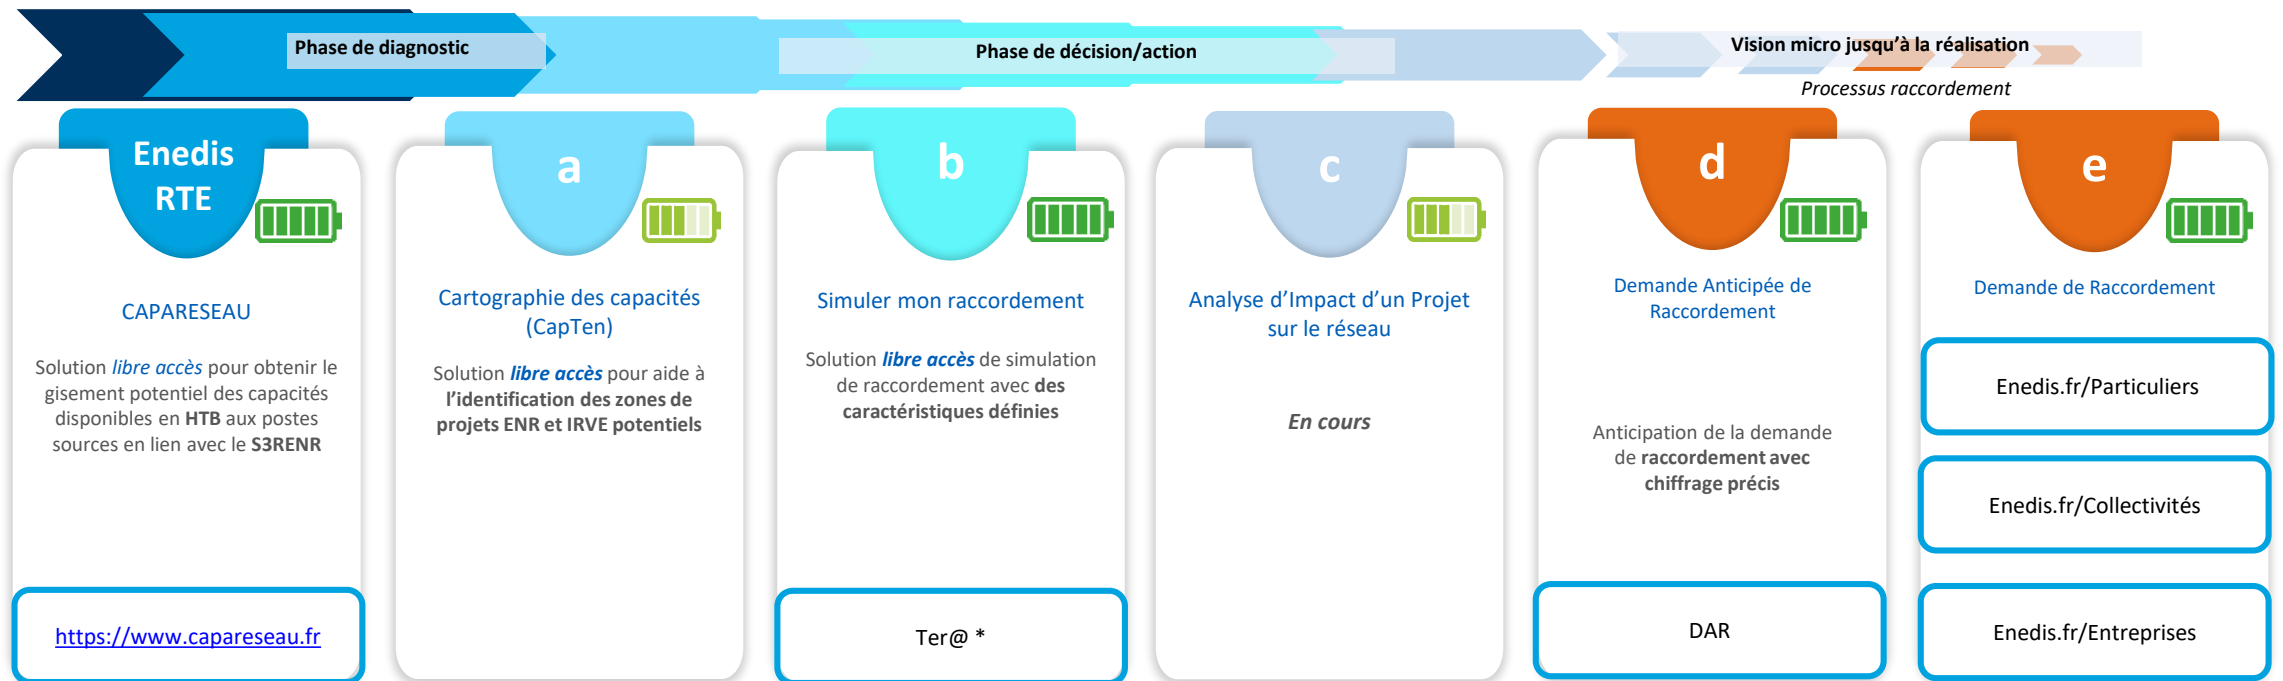 Phase de diagnostic
Phase de décision/action
Vision micro jusqu’à la réalisation
Processus raccordement
Enedis
RTE
CAPARESEAU
Solution libre accès pour obtenir le
gisement potentiel des capacités
disponibles en HTB aux postes
sources en lien avec le S3RENR
https://www.capareseau.fr
a
Cartographie des capacités
(CapTen)
Solution libre accès pour aide à
l’identification des zones de
projets ENR et IRVE potentiels
b
Simuler mon raccordement
Solution libre accès de simulation
de raccordement avec des
caractéristiques définies
Ter@ *
c
Analyse d’Impact d’un Projet
sur le réseau
En cours
d
Demande Anticipée de
Raccordement
Anticipation de la demande
de raccordement avec
chiffrage précis
DAR
e
Demande de Raccordement
Enedis.fr/Particuliers
Enedis.fr/Collectivités
Enedis.fr/Entreprises